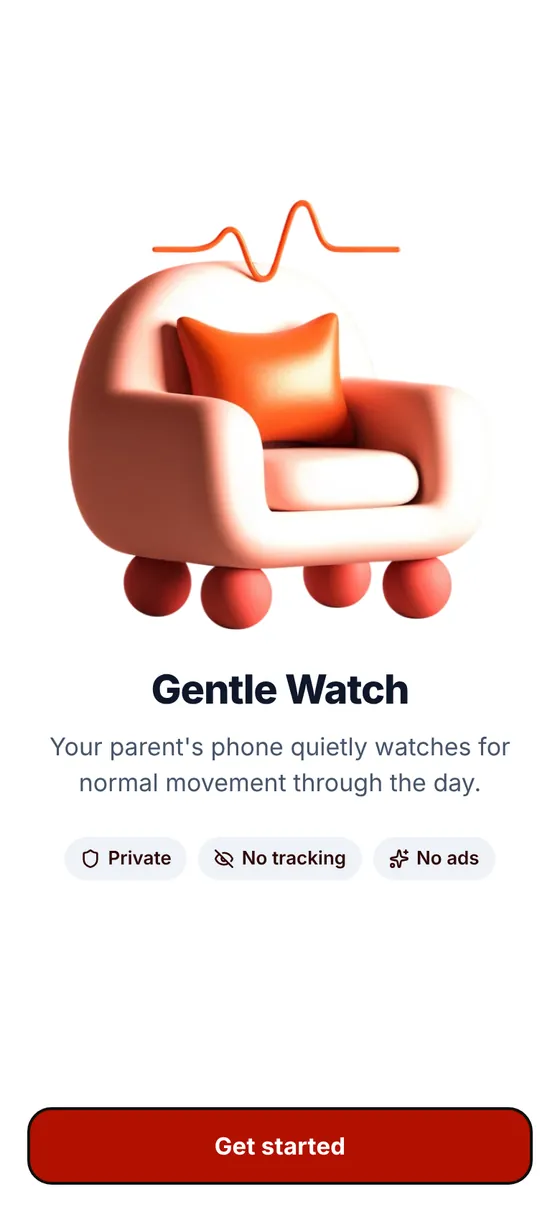 Gentle Watch
Your parent's phone quietly watches for
normal movement through the day.
Private
No tracking
No ads
Get started